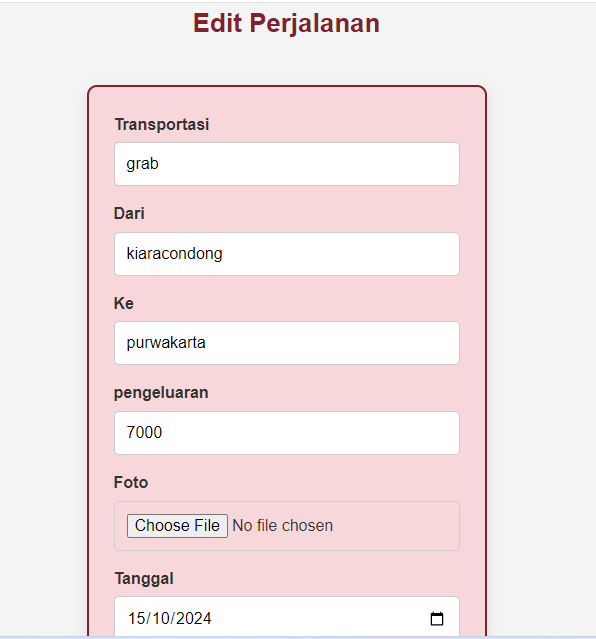 Edit Perjalanan
Transportasi
grab
Dari
kiaracondong
Ke
purwakarta
pengeluaran
7000
Foto
Choose File No file chosen
Tanggal
15/10/2024